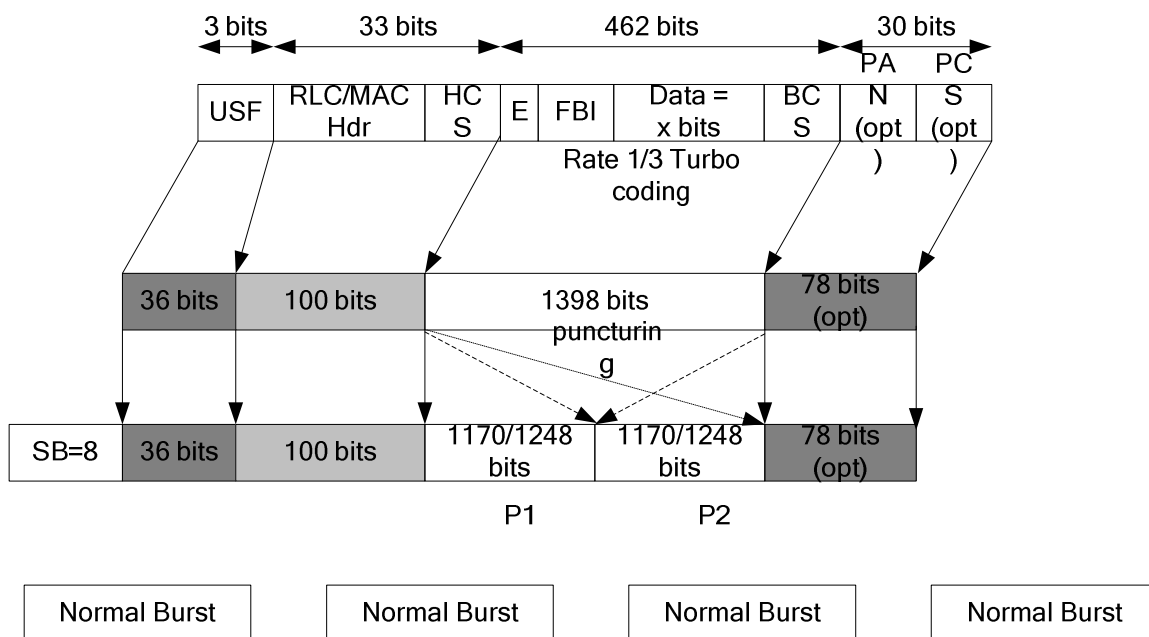 3 bits 33 bits 462 bits 30 bits
USF
RLC/MAC
Hdr
HC
S
E
FBI
Data =
x bits
BC
S
PA
N
(opt
)
PC
S
(opt
)
Rate 1/3 Turbo
coding
36 bits
100 bits
1398 bits
78 bits
(opt)
puncturin
g
SB=8
36 bits
100 bits
1170/1248
bits
1170/1248
bits
78 bits
(opt)
P1
P2
Normal Burst
Normal Burst
Normal Burst
Normal Burst